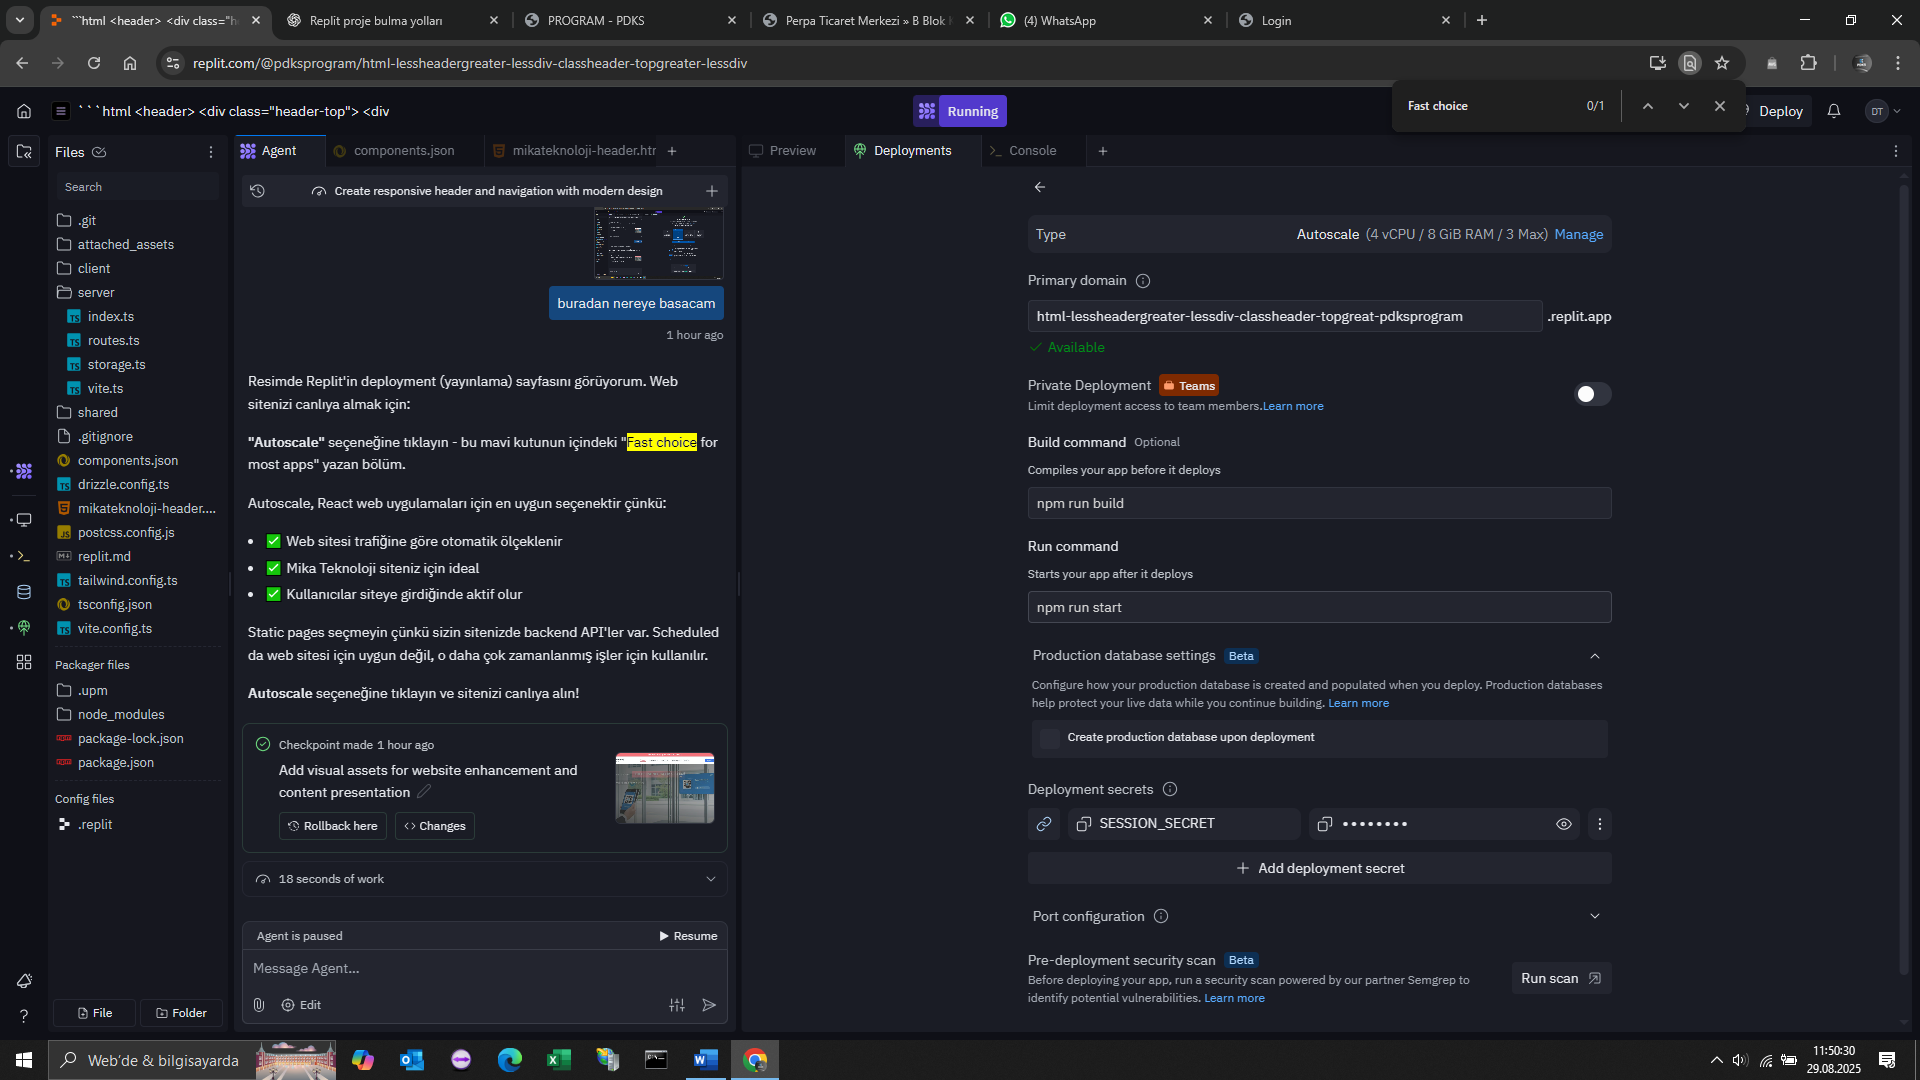 ```html <header> <div class="h
Replit proje bulma yolları
PROGRAM - PDKS
Perpa Ticaret Merkezi » B Blok
(4) WhatsApp
Login
replit.com/@pdksprogram/html-lessheadergreater-lessdiv-classheader-topgreater-lessdiv
Fast choice
0/1
```html <header> <div class="header-top"> <div
Running
Deploy
DT
Files
Search
.git
attached_assets
client
server
index.ts
routes.ts
storage.ts
vite.ts
shared
.gitignore
components.json
drizzle.config.ts
mikateknoloji-header....
postcss.config.js
replit.md
tailwind.config.ts
tsconfig.json
vite.config.ts
Packager files
.upm
node_modules
package-lock.json
package.json
Config files
.replit
File
Folder
Agent
components.json
mikateknoloji-header.htr
Create responsive header and navigation with modern design
buradan nereye basacam
1 hour ago
Resimde Replit'in deployment (yayınlama) sayfasını görüyorum. Web
sitenizi canlıya almak için:
"Autoscale" seçeneğine tıklayın - bu mavi kutunun içindeki "Fast choice for
most apps" yazan bölüm.
Autoscale, React web uygulamaları için en uygun seçenektir çünkü:
• ✅ Web sitesi trafiğine göre otomatik ölçeklenir
• ✅ Mika Teknoloji siteniz için ideal
• ✅ Kullanıcılar siteye girdiğinde aktif olur
Static pages seçmeyin çünkü sizin sitenizde backend API'ler var. Scheduled
da web sitesi için uygun değil, o daha çok zamanlanmış işler için kullanılır.
Autoscale seçeneğine tıklayın ve sitenizi canlıya alın!
Checkpoint made 1 hour ago
Add visual assets for website enhancement and
content presentation
Rollback here
Changes
18 seconds of work
Agent is paused
Resume
Message Agent...
Edit
Preview
Deployments
Console
Type
Autoscale (4 vCPU / 8 GiB RAM / 3 Max) Manage
Primary domain
html-lessheadergreater-lessdiv-classheader-topgreat-pdksprogram .replit.app
Available
Private Deployment Teams
Limit deployment access to team members.Learn more
Build command Optional
Compiles your app before it deploys
npm run build
Run command
Starts your app after it deploys
npm run start
Production database settings Beta
Configure how your production database is created and populated when you deploy. Production databases
help protect your live data while you continue building. Learn more
Create production database upon deployment
Deployment secrets
SESSION_SECRET
••••••••
Add deployment secret
Port configuration
Pre-deployment security scan Beta
Before deploying your app, run a security scan powered by our partner Semgrep to
identify potential vulnerabilities. Learn more
Run scan
Web'de & bilgisayarda
11:50:30
29.08.2025